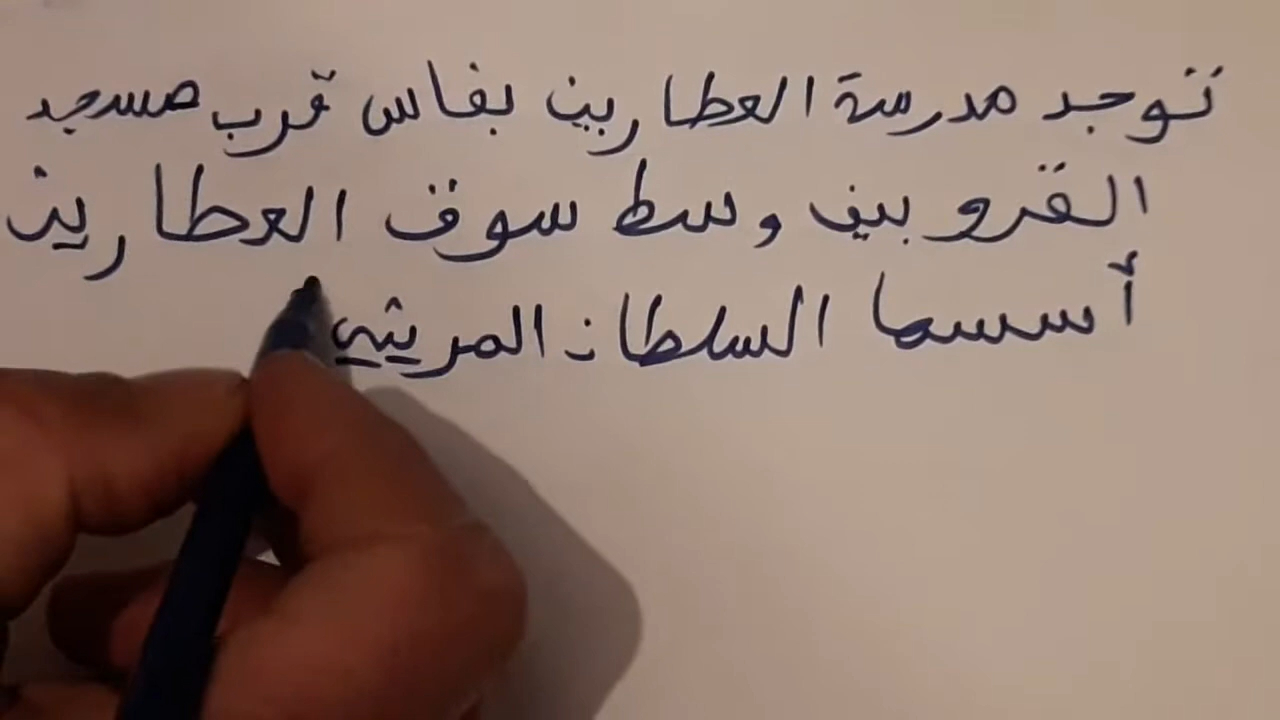 توجد مدرسة العطارين بفاس قرب مسجد
القرويين وسط سوق العطارين
أسسها السلطان المريني